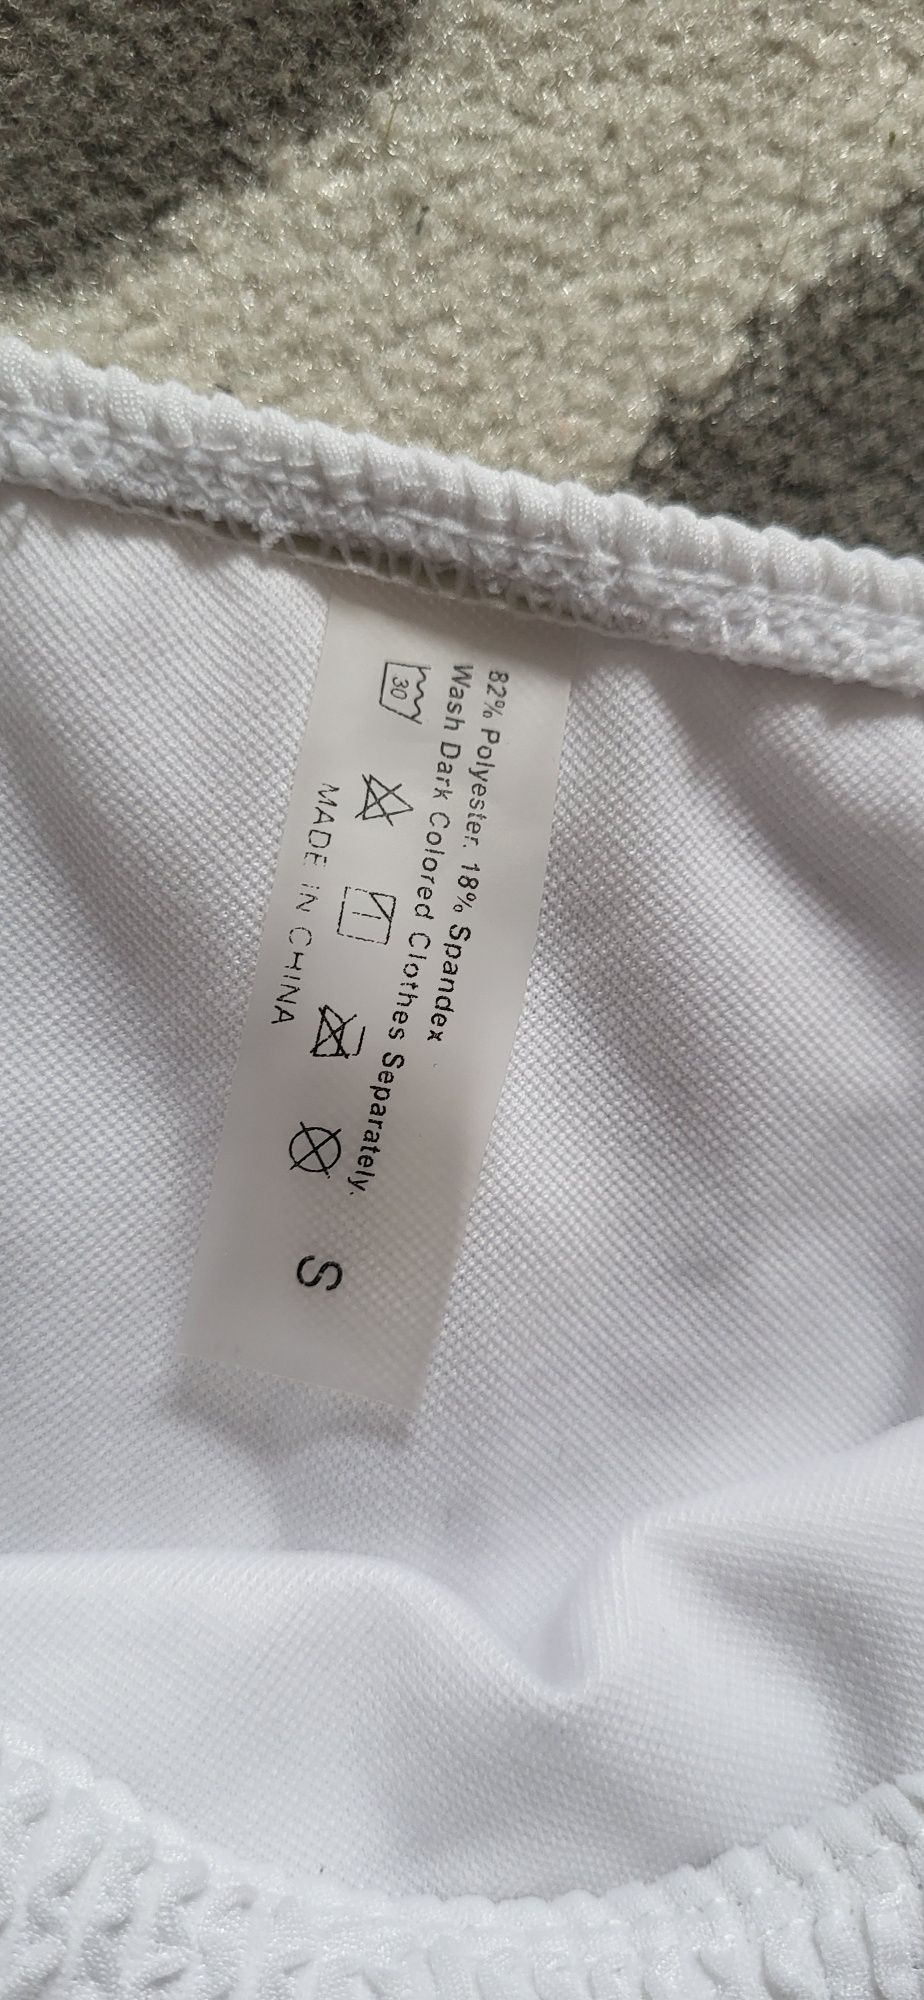 82% Polyester. 18% Spandex
Wash Dark Colored Clothes Separately.
30
MADE IN CHINA
S